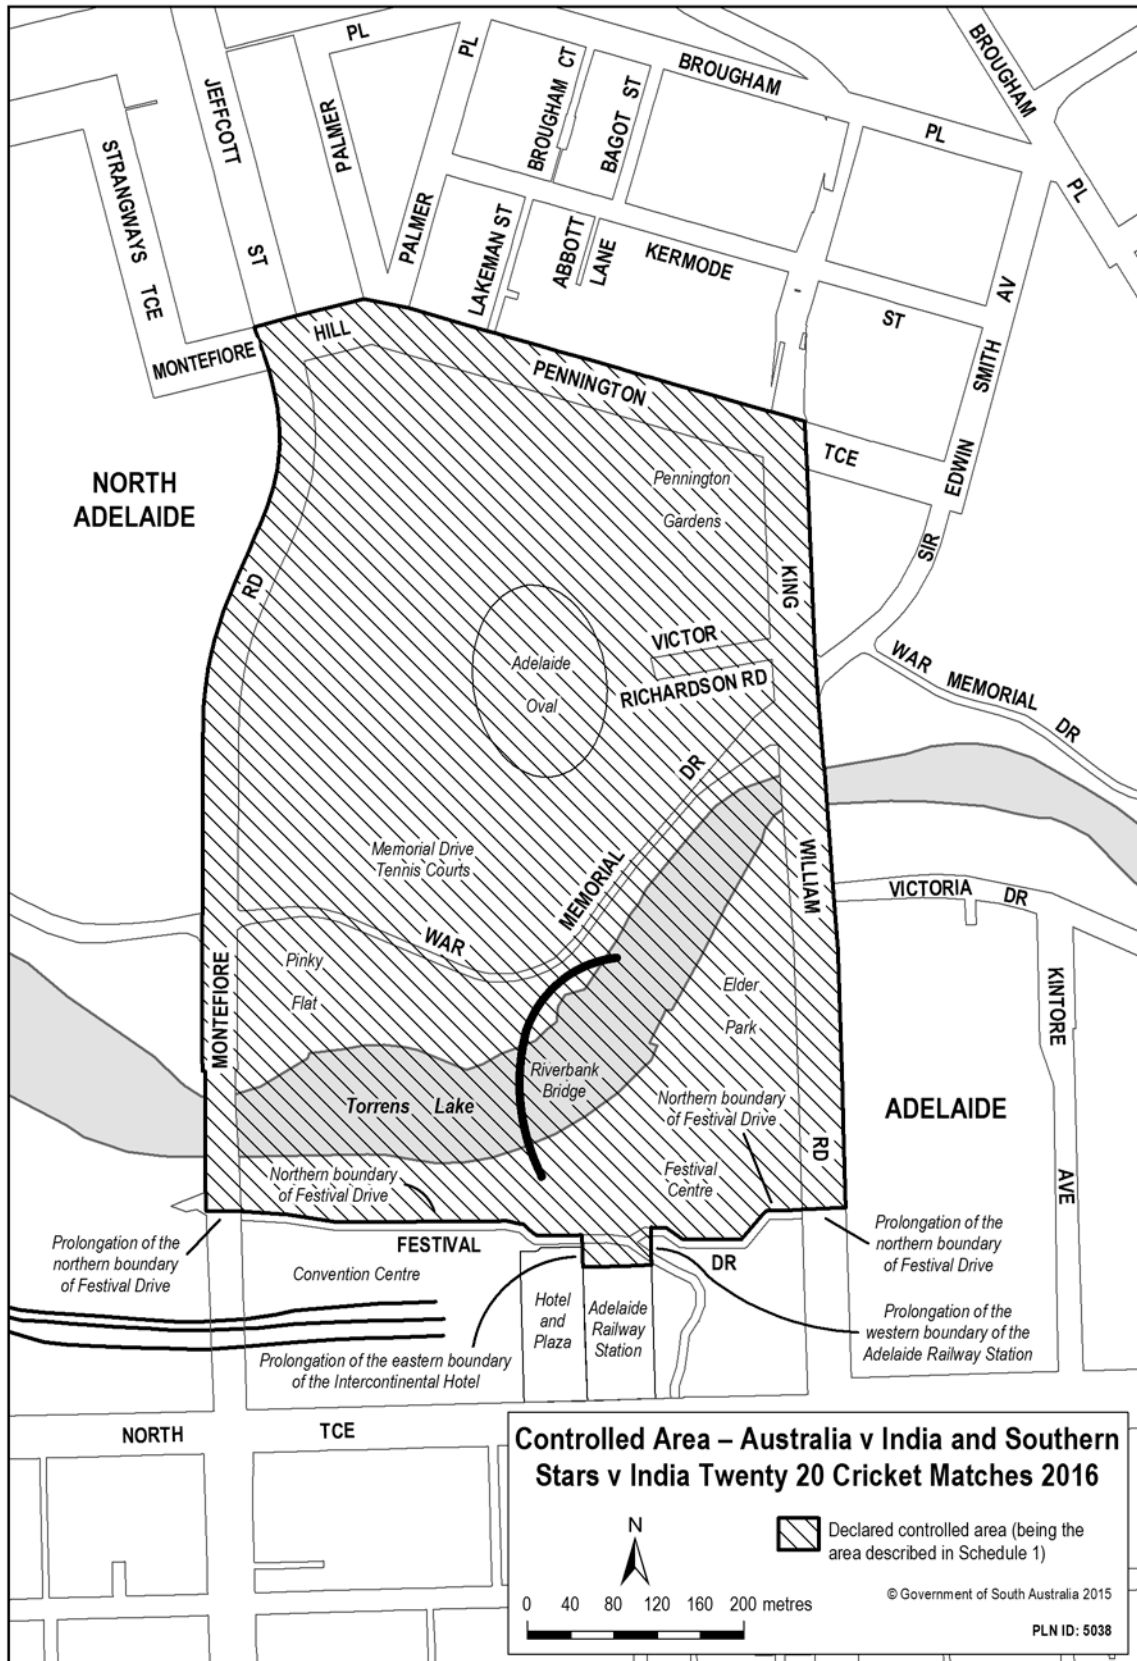 PL
PL
BROUGHAM CT
BAGOT ST
BROUGHAM
PL
BROUGHAM
PL
JEFFCOTT
ST
PALMER
PALMER
STRANGWAYS
TCE
LAKEMAN ST
ABBOTT
LANE
KERMODE
ST
SMITH AV
EDWIN
SIR
MONTEFIORE
HILL
RD
PENNINGTON
TCE
NORTH
ADELAIDE
Pennington
Gardens
KING
VICTOR
RICHARDSON RD
WAR
MEMORIAL
DR
Adelaide
Oval
DR
MEMORIAL
WAR
Memorial Drive
Tennis Courts
WILLIAM
RD
VICTORIA
DR
KINTORE
AVE
MONTEFIORE
Pinky
Flat
Elder
Park
Riverbank
Bridge
Torrens Lake
Northern boundary
of Festival Drive
ADELAIDE
Festival
Centre
Northern boundary
of Festival Drive
Prolongation of the
northern boundary
of Festival Drive
FESTIVAL
DR
Prolongation of the
northern boundary
of Festival Drive
Convention Centre
Hotel
and
Plaza
Adelaide
Railway
Station
Prolongation of the
western boundary of the
Adelaide Railway Station
Prolongation of the eastern boundary
of the Intercontinental Hotel
NORTH
TCE
Controlled Area – Australia v India and Southern
Stars v India Twenty 20 Cricket Matches 2016
N
Declared controlled area (being the
area described in Schedule 1)
0 40 80 120 160 200 metres
© Government of South Australia 2015
PLN ID: 5038